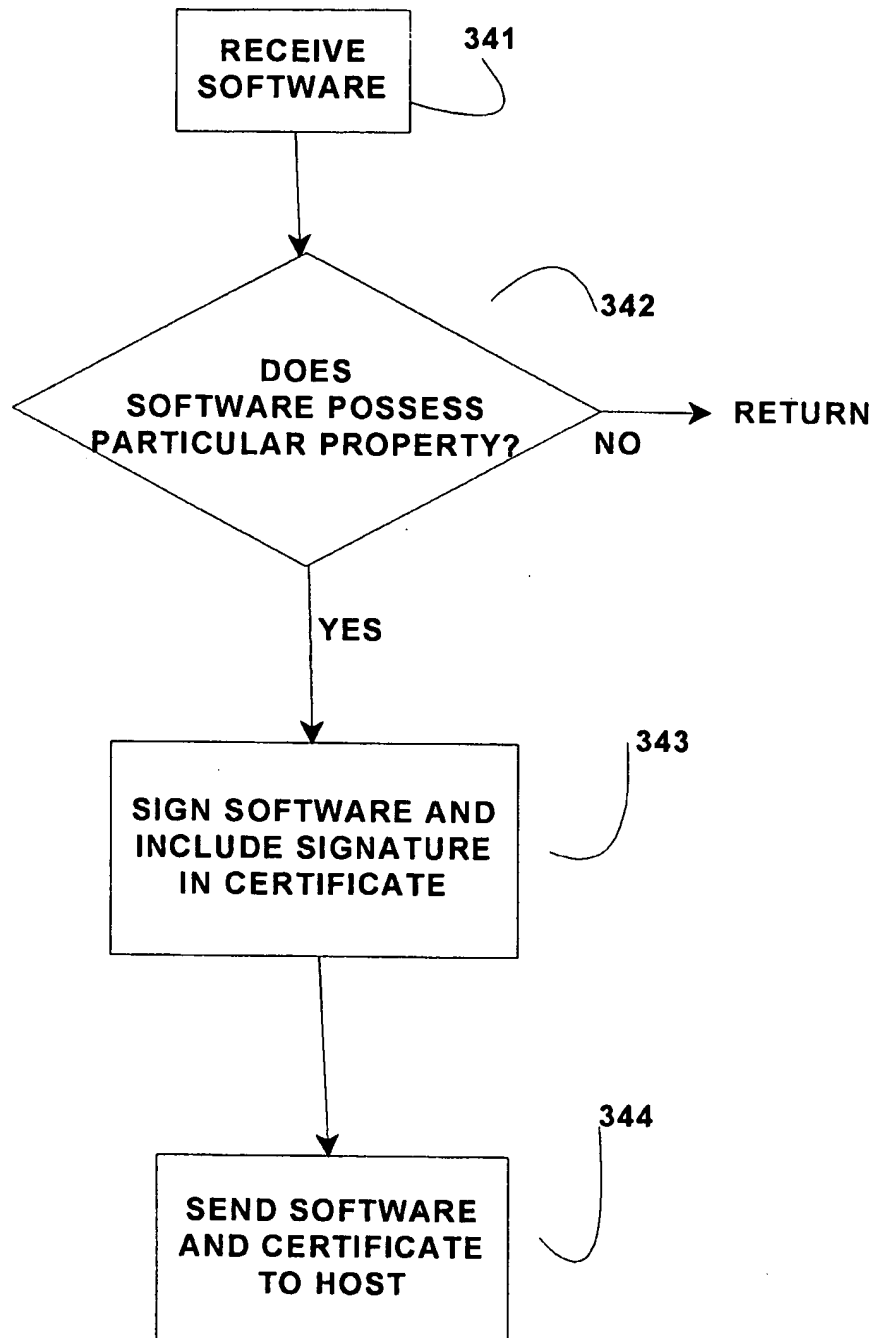 RECEIVE
SOFTWARE
341
342
DOES
SOFTWARE POSSESS
PARTICULAR PROPERTY?
NO
RETURN
YES
343
SIGN SOFTWARE AND
INCLUDE SIGNATURE
IN CERTIFICATE
344
SEND SOFTWARE
AND CERTIFICATE
TO HOST